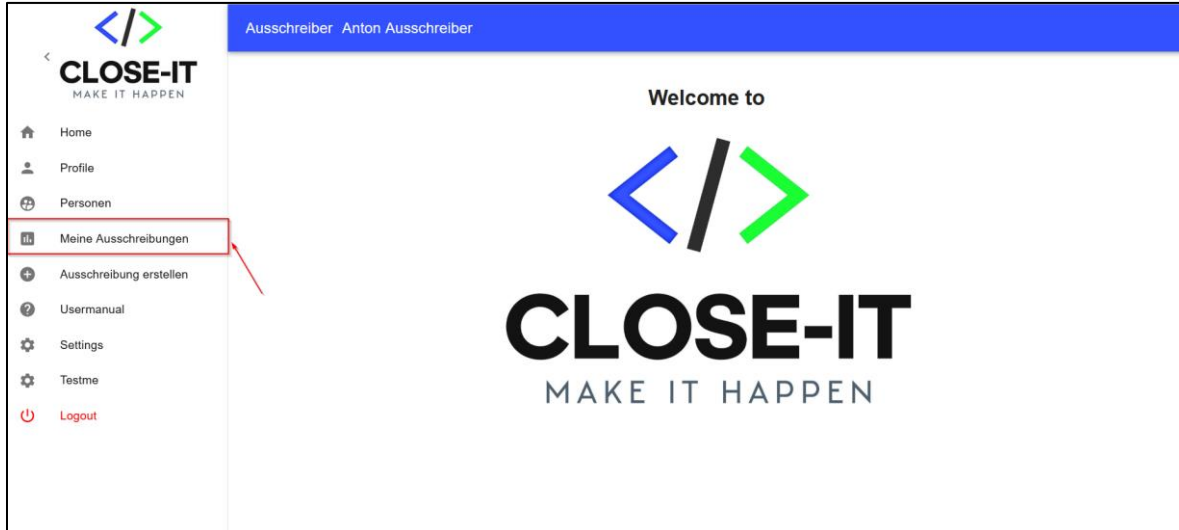 </>
CLOSE-IT
MAKE IT HAPPEN
Home
Profile
Personen
Meine Ausschreibungen
Ausschreibung erstellen
Usermanual
Settings
Testme
Logout
Ausschreiber Anton Ausschreiber
Welcome to
</>
CLOSE-IT
MAKE IT HAPPEN